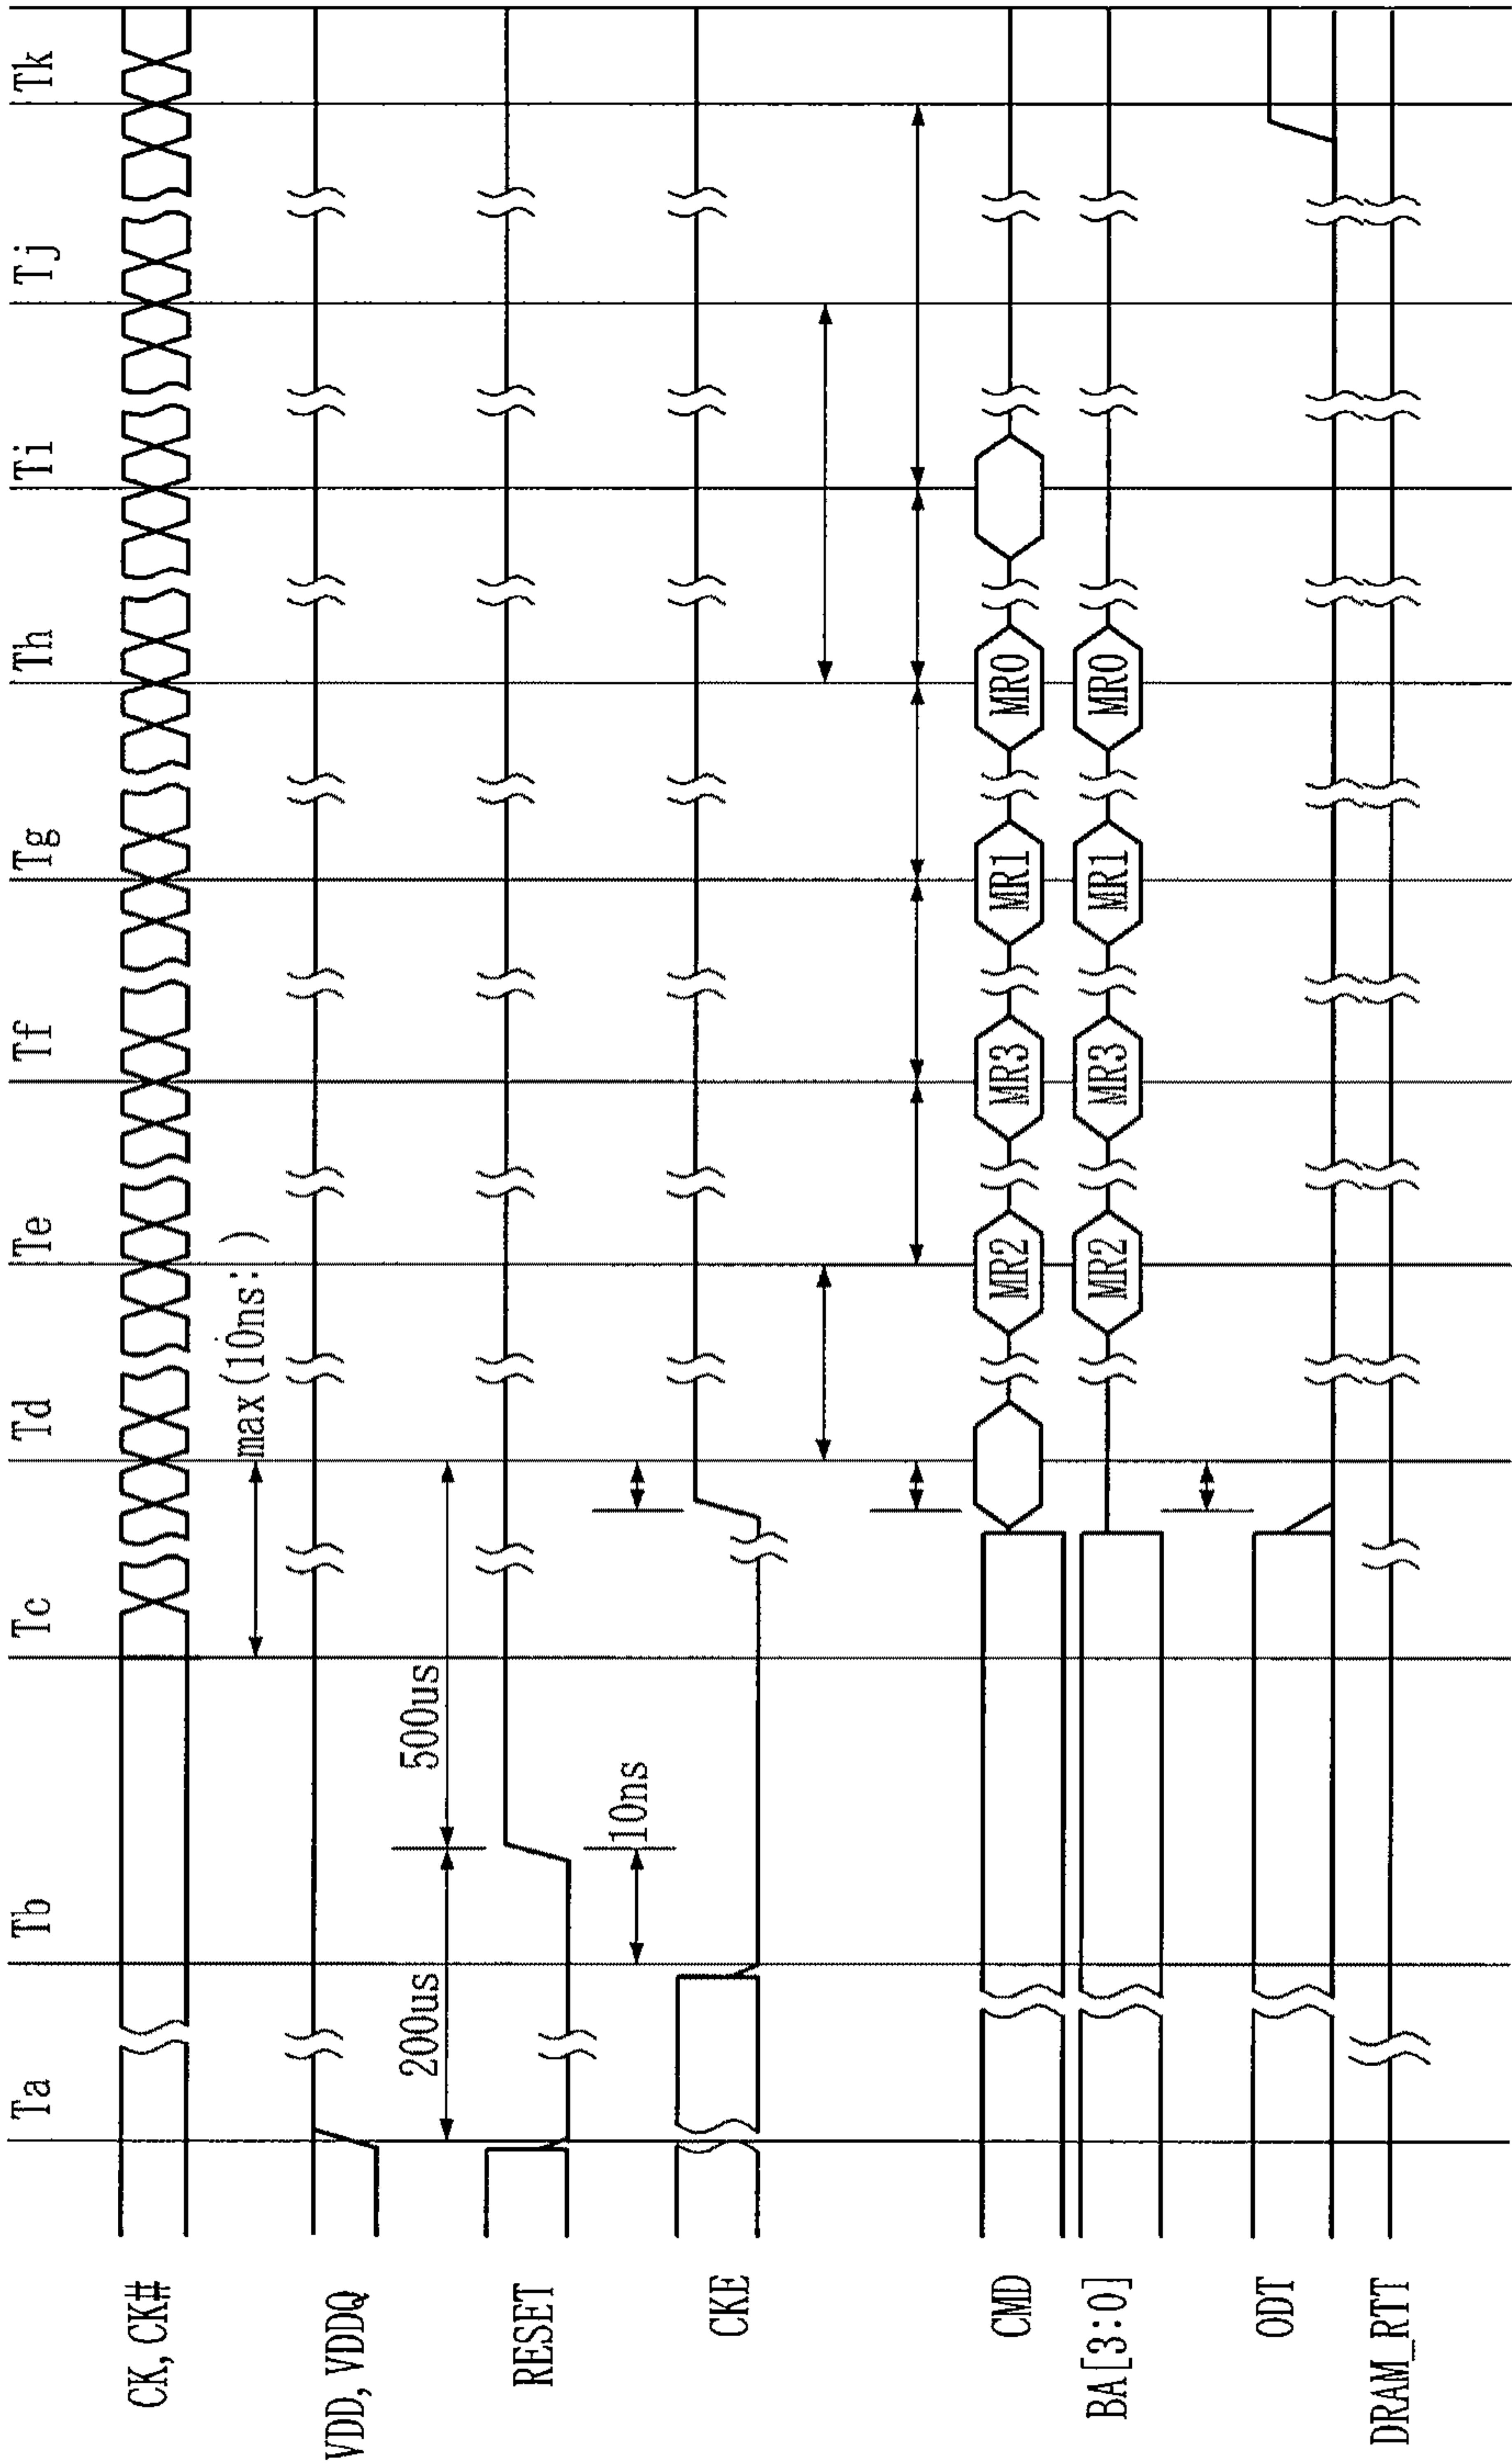 Ta Tb Tc Td Te Tf Tg Th Ti Tj Tk
CK, CK#
max(10ns: )
VDD, VDDQ
200us 500us
RESET
10ns
CKE
CMD MR2 MR3 MR1 MR0
BA[3:0] MR2 MR3 MR1 MR0
ODT
DRAM_RTT